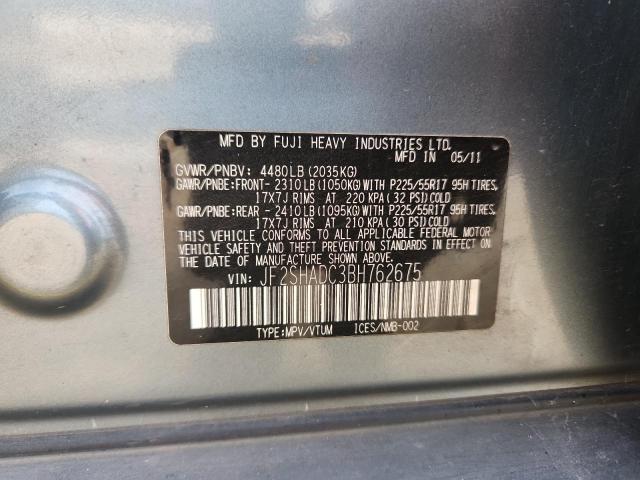 MFD BY FUJI HEAVY INDUSTRIES LTD.
MFD IN 05/11
GVWR/PNBV: 4480LB (2035KG)
GAWR/PNBE:FRONT- 2310LB(1050KG)WITH P225/55R17 95H TIRES,
17X7J RIMS AT 220 KPA (32 PSI)COLD
GAWR/PNBE:REAR - 2410LB(1095KG)WITH P225/55R17 95H TIRES,
17X7J RIMS AT 210 KPA (30 PSI)COLD
THIS VEHICLE CONFORMS TO ALL APPLICABLE FEDERAL MOTOR
VEHICLE SAFETY AND THEFT PREVENTION STANDARDS IN EFFECT ON
THE DATE OF MANUFACTURE SHOWN ABOVE.
VIN: JF2SHADC3BH762675
TYPE:MPV/VTUM ICES/NMB-002